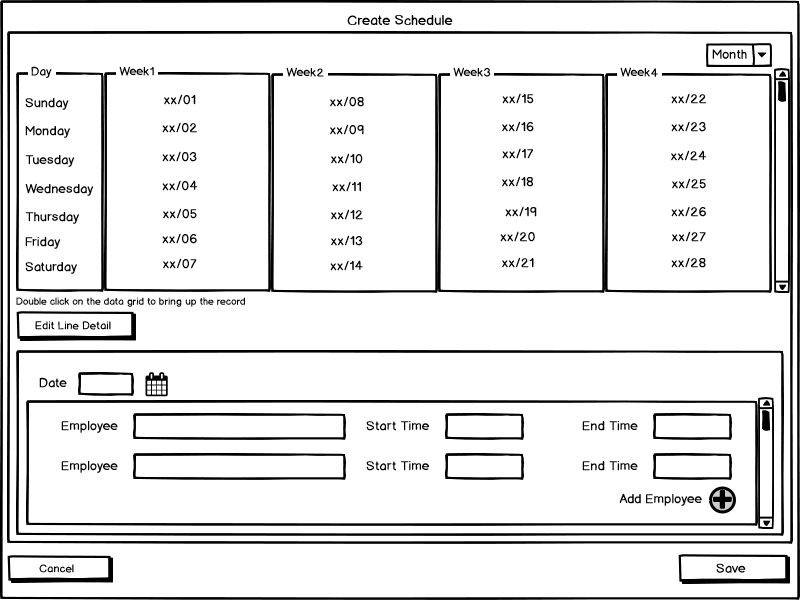 Create Schedule
Month
Day Week1 Week2 Week3 Week4
Sunday xx/01 xx/08 xx/15 xx/22
Monday xx/02 xx/09 xx/16 xx/23
Tuesday xx/03 xx/10 xx/17 xx/24
Wednesday xx/04 xx/11 xx/18 xx/25
Thursday xx/05 xx/12 xx/19 xx/26
Friday xx/06 xx/13 xx/20 xx/27
Saturday xx/07 xx/14 xx/21 xx/28
Double click on the data grid to bring up the record
Edit Line Detail
Date
Employee Start Time End Time
Employee Start Time End Time
Add Employee
Cancel Save